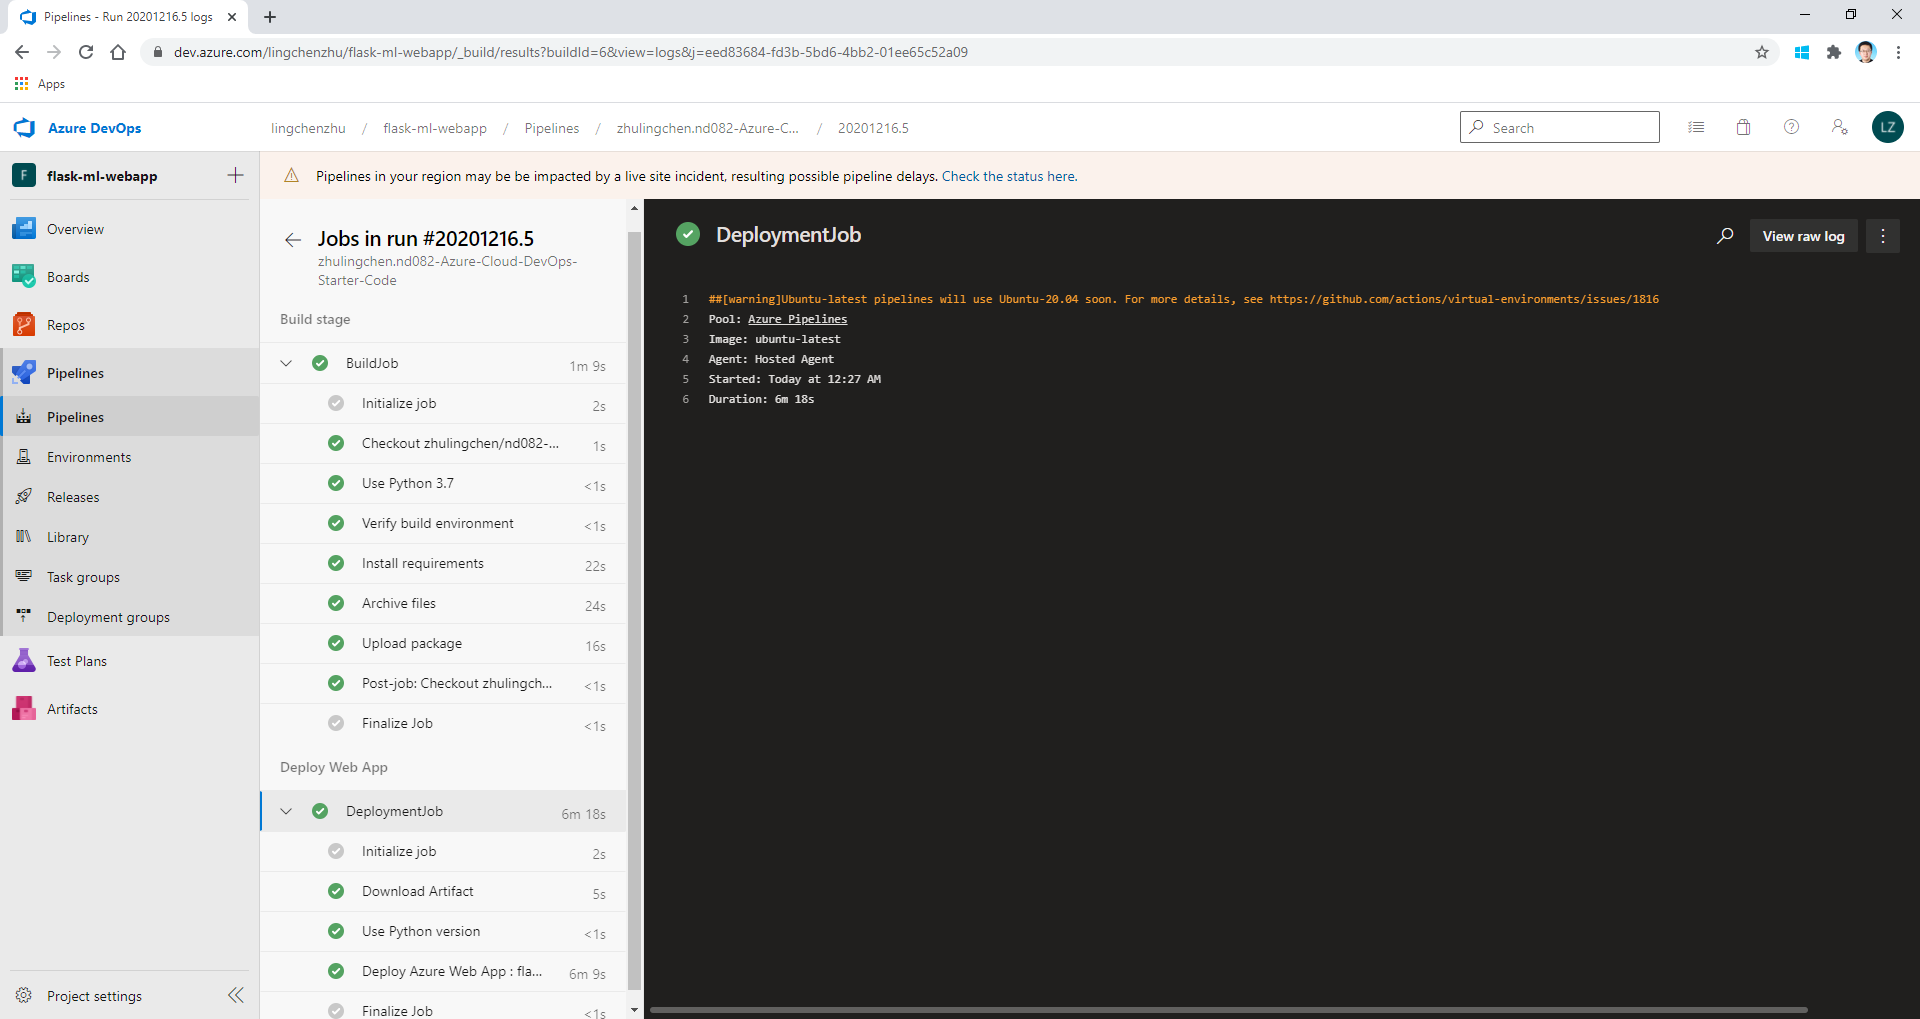 Pipelines - Run 20201216.5 logs
dev.azure.com/lingchenzhu/flask-ml-webapp/_build/results?buildId=6&view=logs&j=eed83684-fd3b-5bd6-4bb2-01ee65c52a09
Apps
Azure DevOps
lingchenzhu / flask-ml-webapp / Pipelines / zhulingchen.nd082-Azure-C... / 20201216.5
Search
LZ
F flask-ml-webapp
Overview
Boards
Repos
Pipelines
Pipelines
Environments
Releases
Library
Task groups
Deployment groups
Test Plans
Artifacts
Project settings
Pipelines in your region may be be impacted by a live site incident, resulting possible pipeline delays. Check the status here.
Jobs in run #20201216.5
zhulingchen.nd082-Azure-Cloud-DevOps-
Starter-Code
Build stage
BuildJob 1m 9s
Initialize job 2s
Checkout zhulingchen/nd082-... 1s
Use Python 3.7 <1s
Verify build environment <1s
Install requirements 22s
Archive files 24s
Upload package 16s
Post-job: Checkout zhulingch... <1s
Finalize Job <1s
Deploy Web App
DeploymentJob 6m 18s
Initialize job 2s
Download Artifact 5s
Use Python version <1s
Deploy Azure Web App : fla... 6m 9s
Finalize Job <1s
DeploymentJob
View raw log
1 ##[warning]Ubuntu-latest pipelines will use Ubuntu-20.04 soon. For more details, see https://github.com/actions/virtual-environments/issues/1816
2 Pool: Azure Pipelines
3 Image: ubuntu-latest
4 Agent: Hosted Agent
5 Started: Today at 12:27 AM
6 Duration: 6m 18s